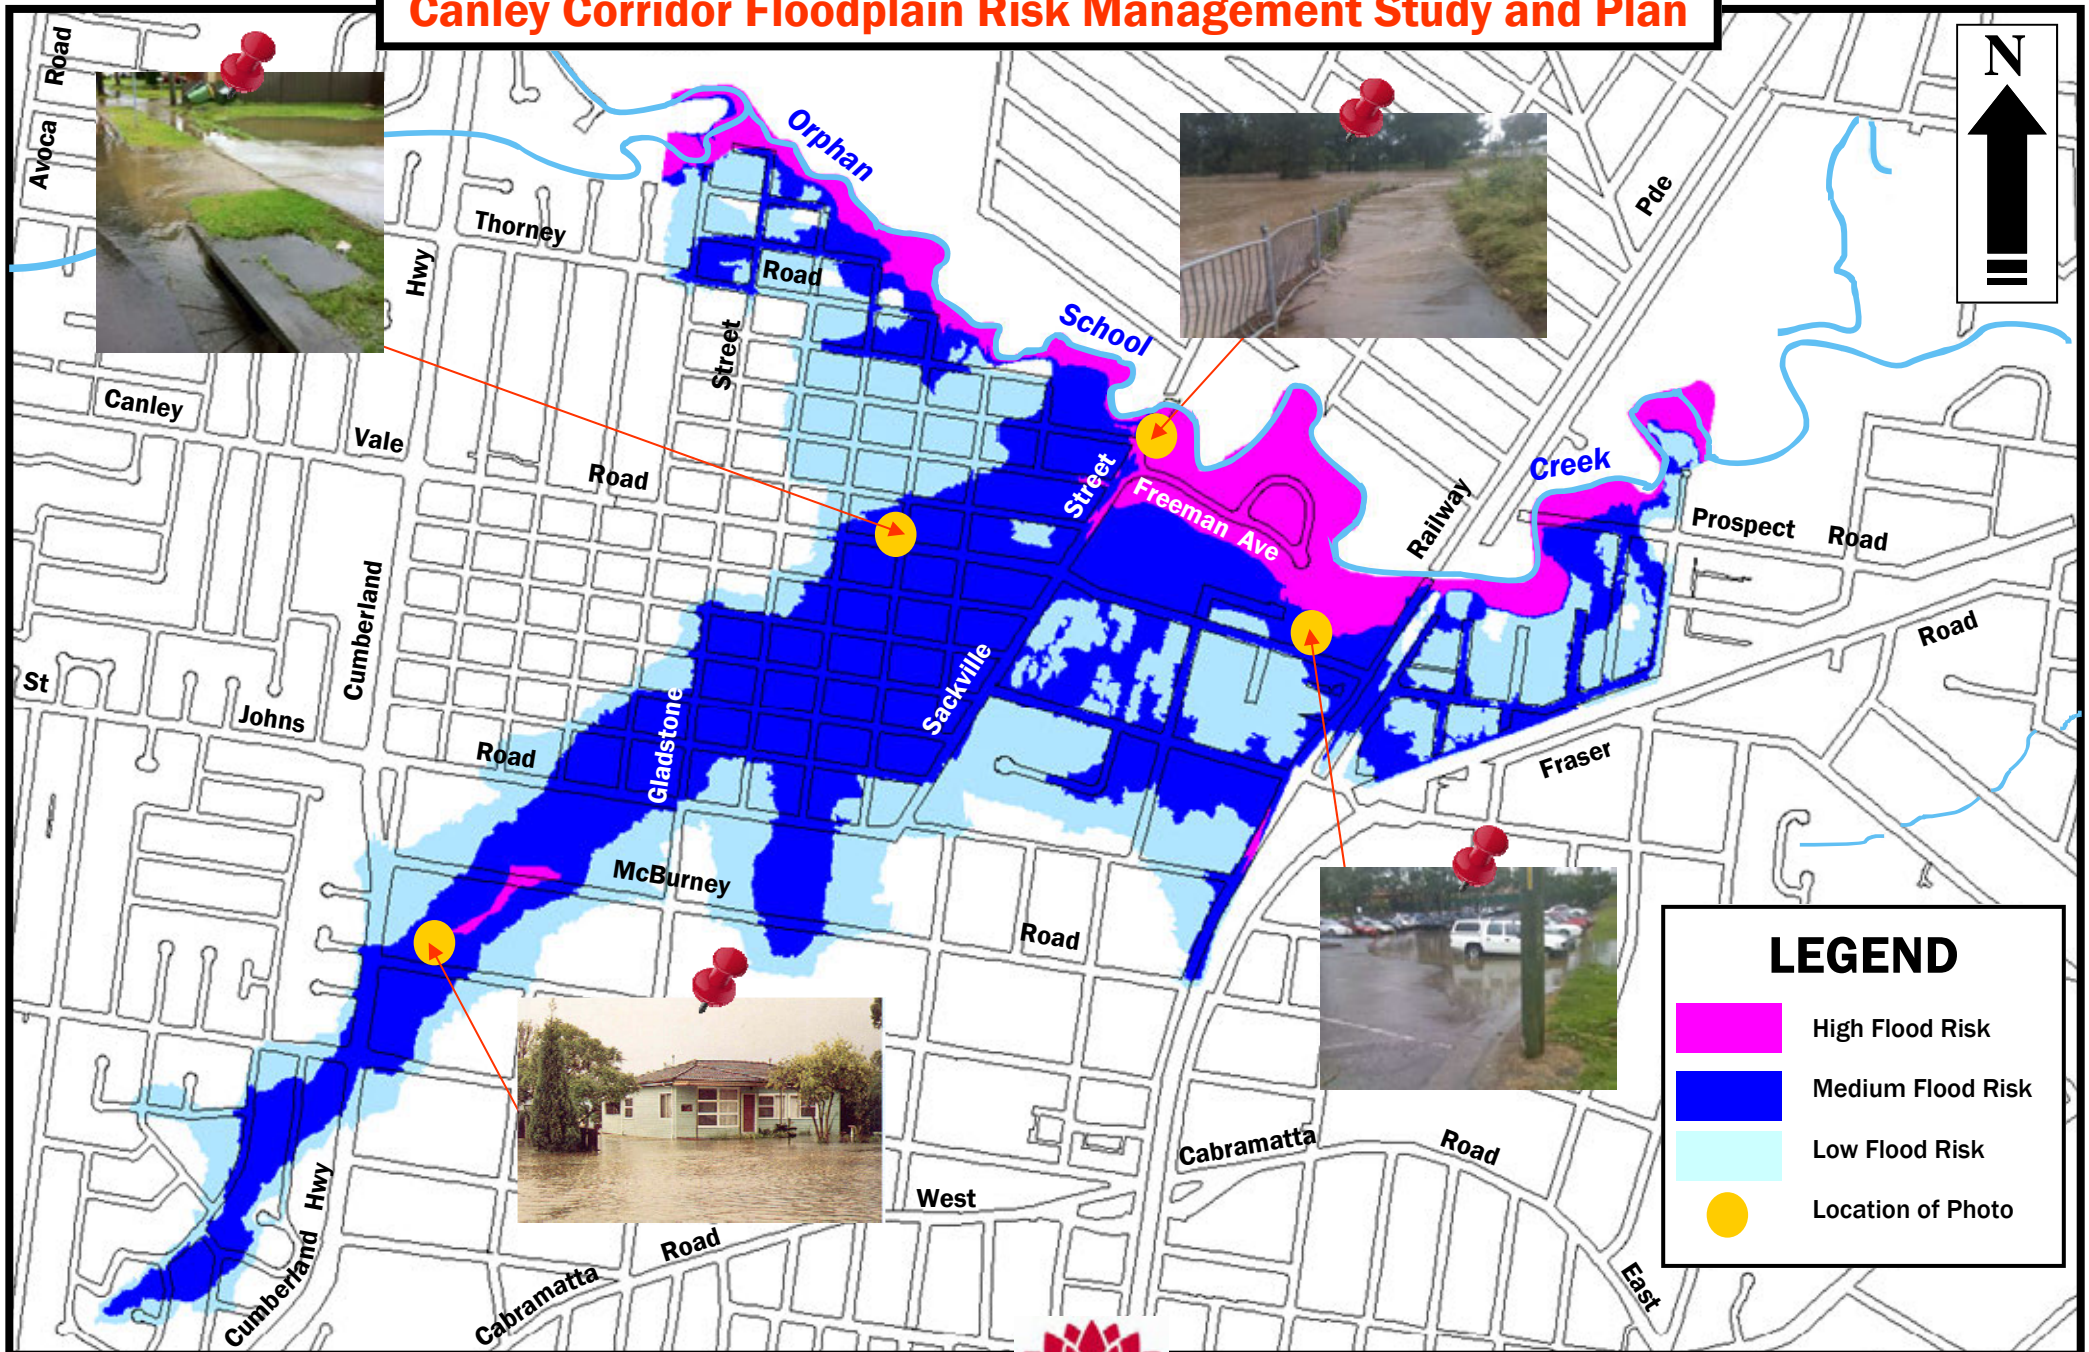 Canley Corridor Floodplain Risk Management Study and Plan
N
Road
Avoca
Orphan
Thorney
Road
Hwy
Pde
School
Street
Canley
Vale
Road
Street
Freeman Ave
Creek
Railway
Prospect Road
Cumberland
Road
St
Johns
Road
Gladstone
Sackville
Fraser
McBurney
Road
Cabramatta
Road
West
Road
Cabramatta
Cumberland Hwy
East
LEGEND
High Flood Risk
Medium Flood Risk
Low Flood Risk
Location of Photo